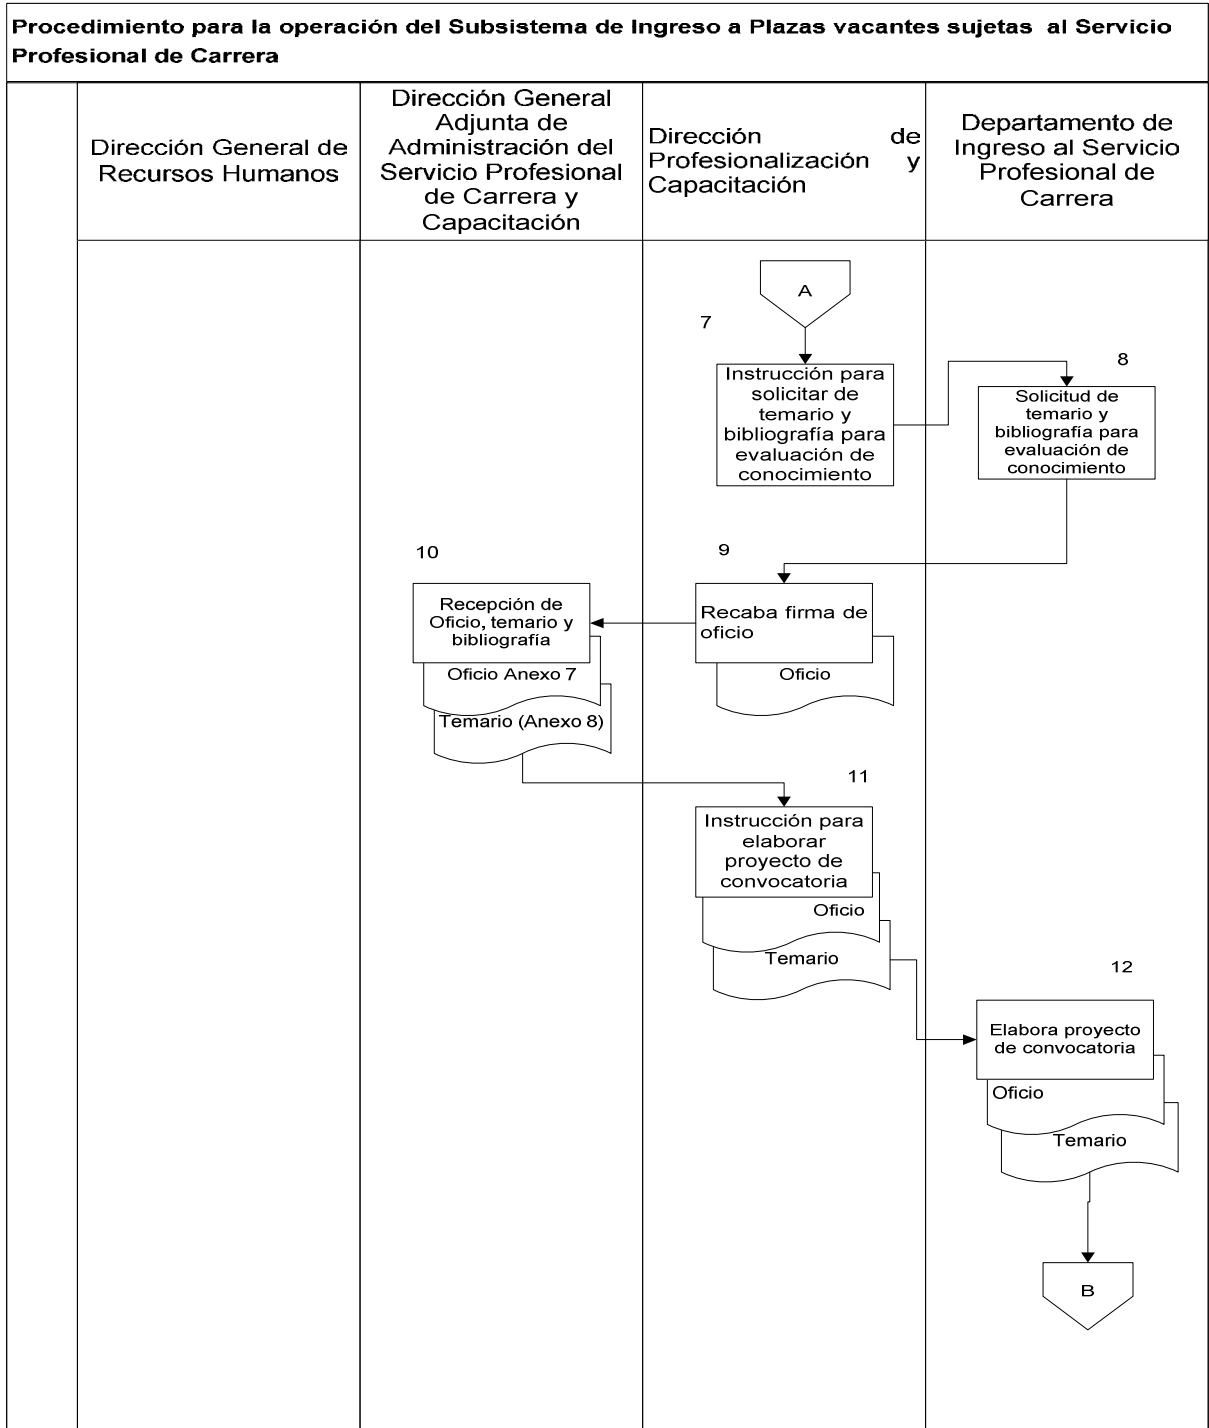 Procedimiento para la operación del Subsistema de Ingreso a Plazas vacantes sujetas al Servicio
Profesional de Carrera
Dirección General de
Recursos Humanos
Dirección General
Adjunta de
Administración del
Servicio Profesional
de Carrera y
Capacitación
Dirección de
Profesionalización y
Capacitación
Departamento de
Ingreso al Servicio
Profesional de
Carrera
A
7
Instrucción para
solicitar de
temario y
bibliografía para
evaluación de
conocimiento
8
Solicitud de
temario y
bibliografía para
evaluación de
conocimiento
9
Recaba firma de
oficio
Oficio
10
Recepción de
Oficio, temario y
bibliografía
Oficio Anexo 7
Temario (Anexo 8)
11
Instrucción para
elaborar
proyecto de
convocatoria
Oficio
Temario
12
Elabora proyecto
de convocatoria
Oficio
Temario
B